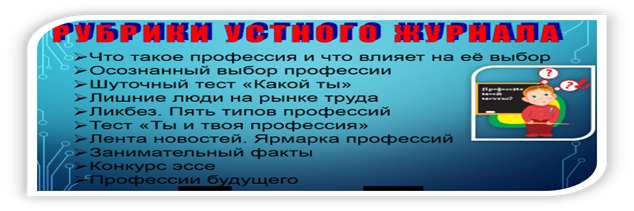 РУБРИКИ УСТНОГО ЖУРНАЛА
➢Что такое профессия и что влияет на её выбор
➢Осознанный выбор профессии
➢Шуточный тест «Какой ты»
➢Лишние люди на рынке труда
➢Ликбез. Пять типов профессий
➢Тест «Ты и твоя профессия»
➢Лента новостей. Ярмарка профессий
➢Занимательный факты
➢Конкурс эссе
➢Профессии будущего
? ? ?